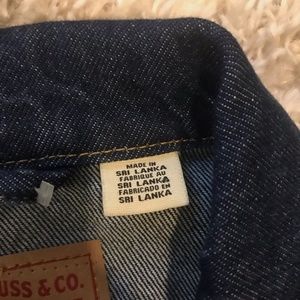 MADE IN
SRI LANKA
FABRIQUE AU
SRI LANKA
FABRICADO EN
SRI LANKA
USS & CO.